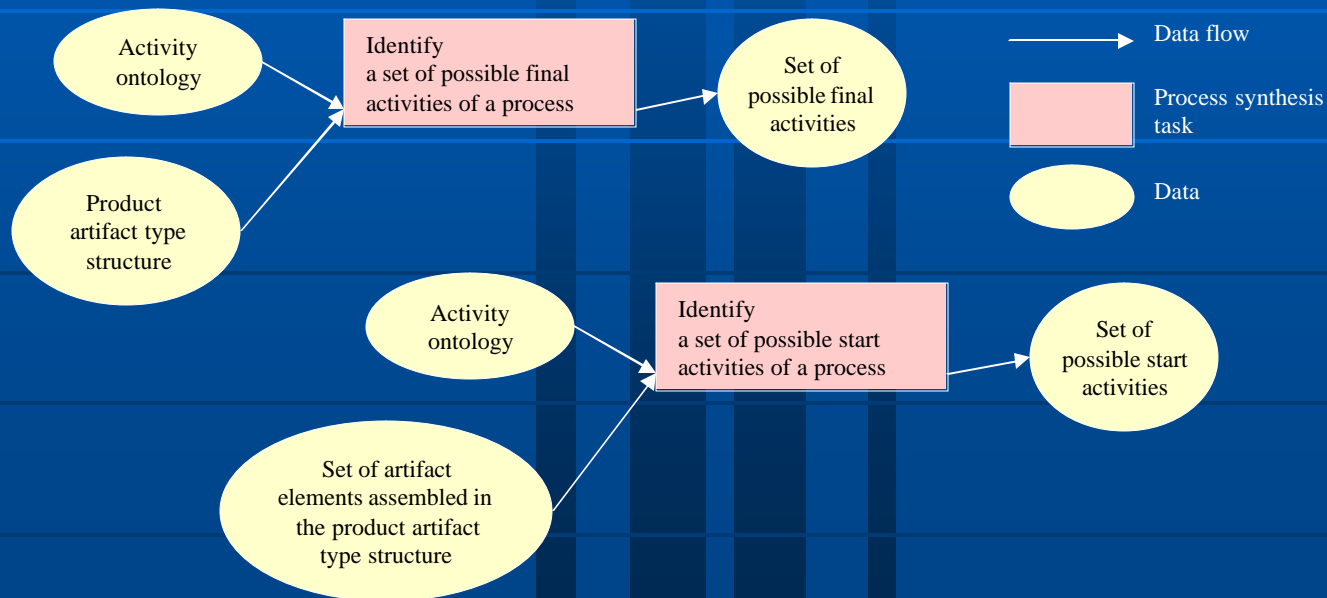 Activity
ontology
Identify
a set of possible final
activities of a process
Set of
possible final
activities
Data flow
Process synthesis
task
Data
Product
artifact type
structure
Activity
ontology
Identify
a set of possible start
activities of a process
Set of
possible start
activities
Set of artifact
elements assembled in
the product artifact
type structure